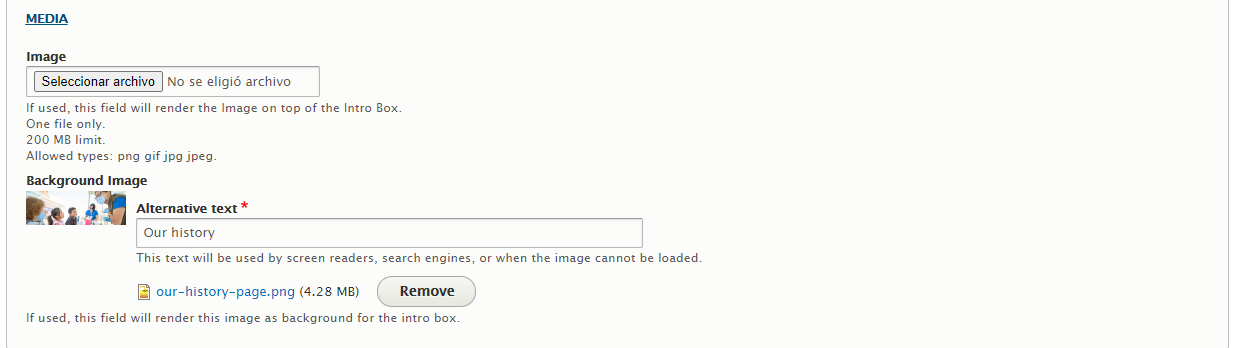 MEDIA
Image
Seleccionar archivo No se eligió archivo
If used, this field will render the Image on top of the Intro Box.
One file only.
200 MB limit.
Allowed types: png gif jpg jpeg.
Background Image
Alternative text *
Our history
This text will be used by screen readers, search engines, or when the image cannot be loaded.
our-history-page.png (4.28 MB) Remove
If used, this field will render this image as background for the intro box.